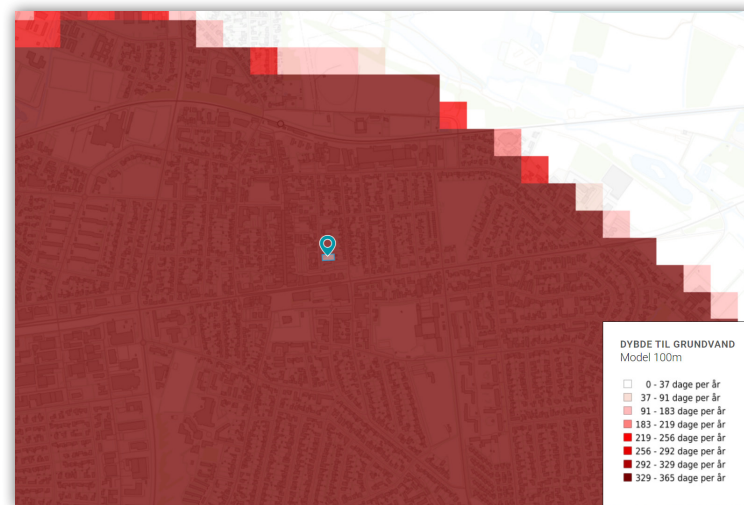 DYBDE TIL GRUNDVAND
Model 100m
0 - 37 dage per år
37 - 91 dage per år
91 - 183 dage per år
183 - 219 dage per år
219 - 256 dage per år
256 - 292 dage per år
292 - 329 dage per år
329 - 365 dage per år